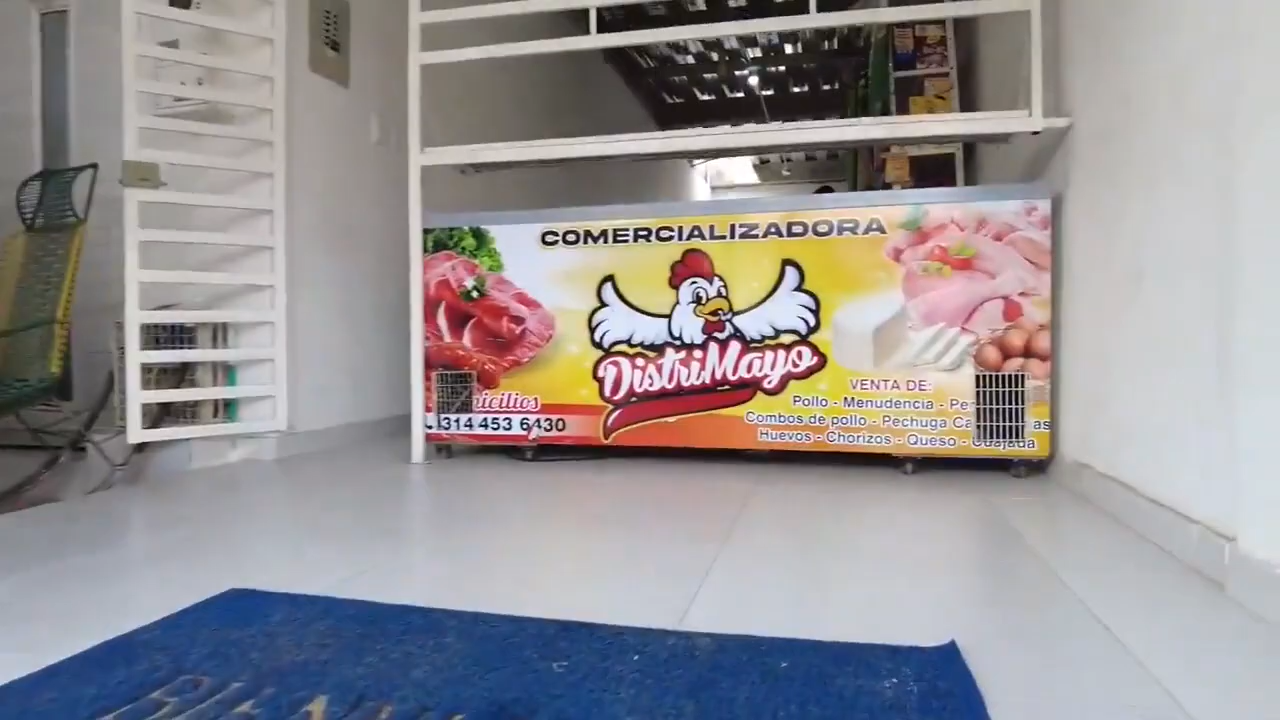 COMERCIALIZADORA
DistriMayo
VENTA DE:
Pollo - Menudencia -
Combos de pollo - Pechuga
Huevos - Chorizos - Queso - Cuajada
314 453 6430